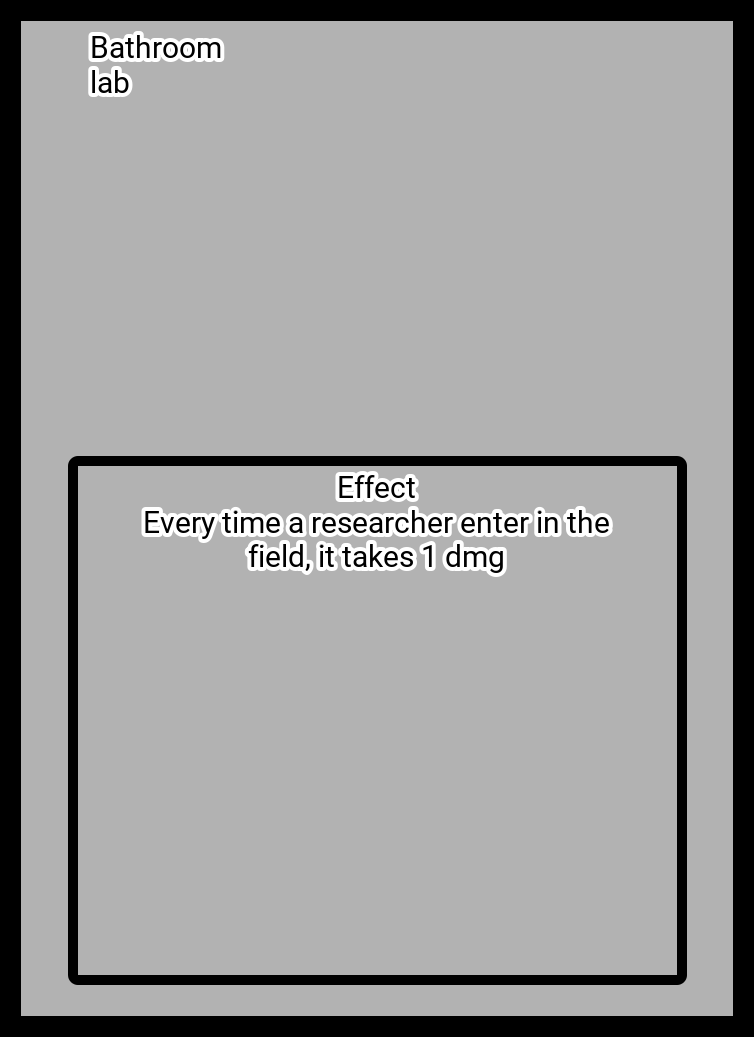 Bathroom
lab
Effect
Every time a researcher enter in the
field, it takes 1 dmg